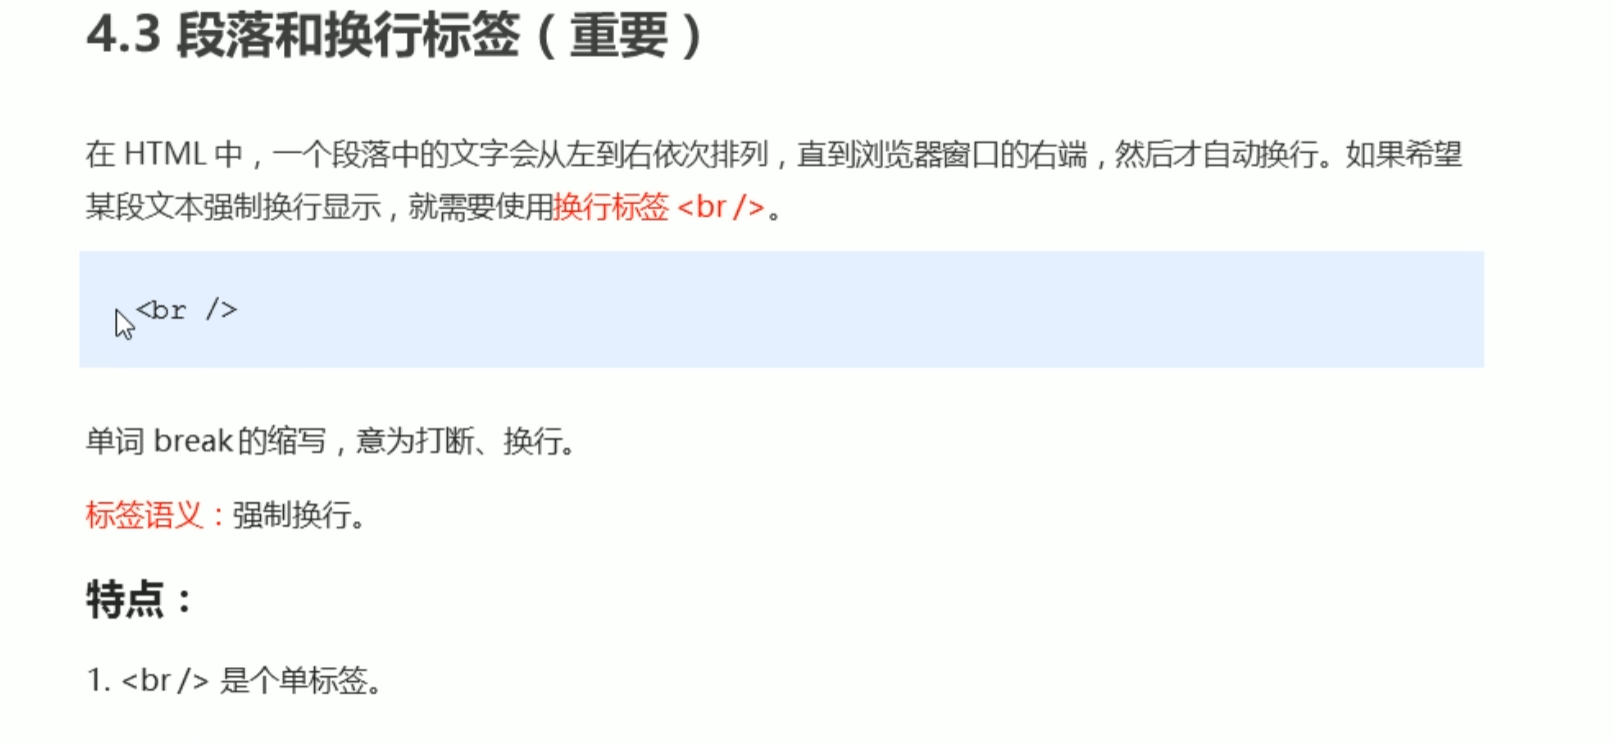 4.3 段落和换行标签（重要）
在 HTML 中，一个段落中的文字会从左到右依次排列，直到浏览器窗口的右端，然后才自动换行。如果希望
某段文本强制换行显示，就需要使用换行标签 <br />。
<br />
单词 break 的缩写，意为打断、换行。
标签语义：强制换行。
特点：
1. <br /> 是个单标签。